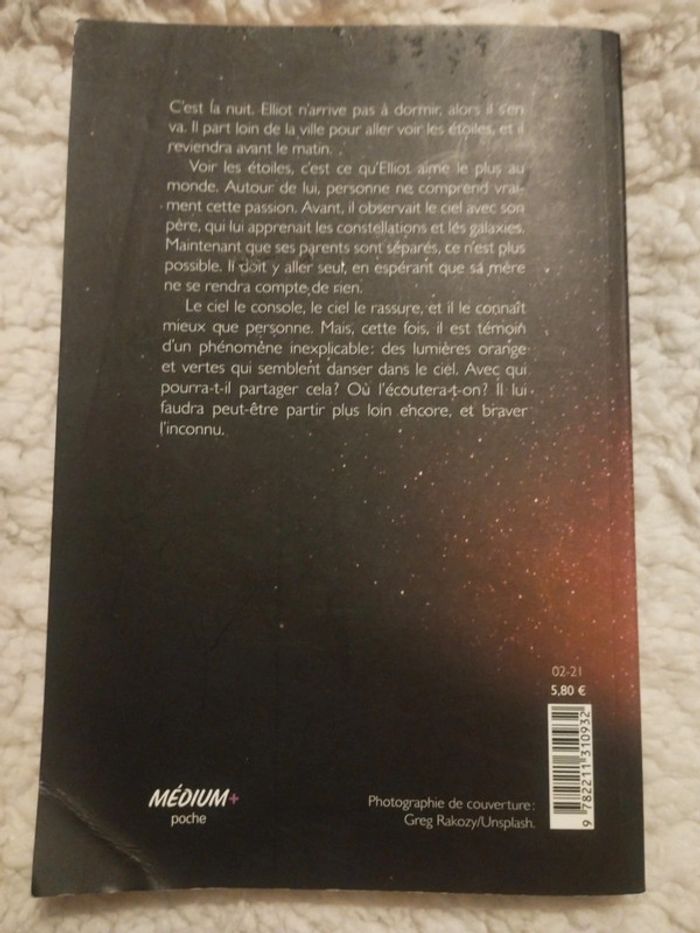 C'est la nuit. Elliot n'arrive pas à dormir, alors il s'en
va. Il part loin de la ville pour aller voir les étoiles, et il
reviendra avant le matin.
Voir les étoiles, c'est ce qu'Elliot aime le plus au
monde. Autour de lui, personne ne comprend vrai-
ment cette passion. Avant, il observait le ciel avec son
père, qui lui apprenait les constellations et les galaxies.
Maintenant que ses parents sont séparés, ce n'est plus
possible. Il doit y aller seul, en espérant que sa mère
ne se rendra compte de rien.
Le ciel le console, le ciel le rassure, et il le connaît
mieux que personne. Mais, cette fois, il est témoin
d'un phénomène inexplicable : des lumières orange
et vertes qui semblent danser dans le ciel. Avec qui
pourra-t-il partager cela ? Où l'écoutera-t-on ? Il lui
faudra peut-être partir plus loin encore, et braver
l'inconnu.
02-21
5,80 €
9 782211 310932
MÉDIUM+
poche
Photographie de couverture :
Greg Rakozy/Unsplash.